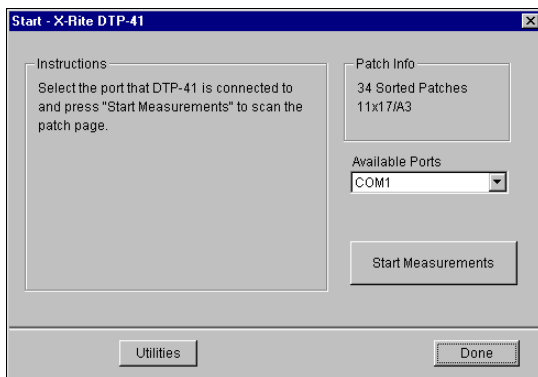 Start - X-Rite DTP-41
Instructions
Select the port that DTP-41 is connected to
and press "Start Measurements" to scan the
patch page.
Patch Info
34 Sorted Patches
11x17/A3
Available Ports
COM1
Start Measurements
Utilities
Done